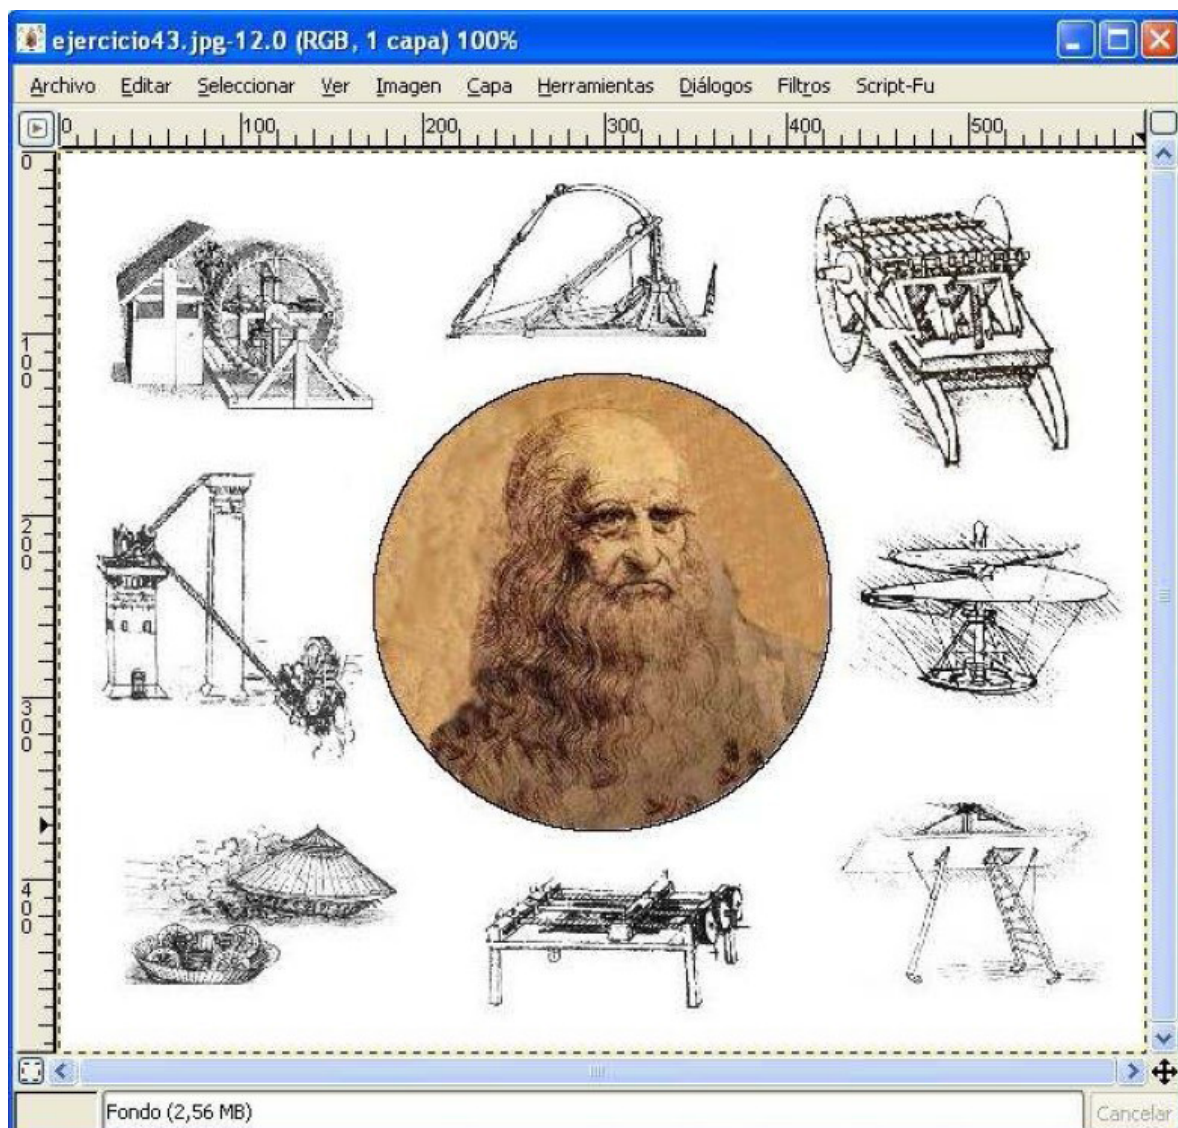 ejercicio43.jpg-12.0 (RGB, 1 capa) 100%
Archivo Editar Seleccionar Ver Imagen Capa Herramientas Diálogos Filtros Script-Fu
0 100 200 300 400 500
0
100
200
300
400
Fondo (2,56 MB) Cancelar